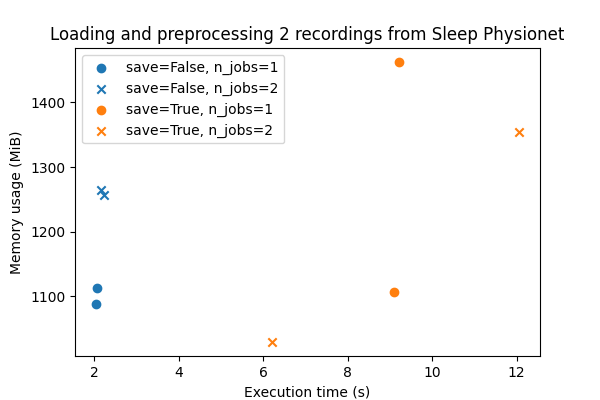 Loading and preprocessing 2 recordings from Sleep Physionet
save=False, n_jobs=1
save=False, n_jobs=2
save=True, n_jobs=1
save=True, n_jobs=2
1400
1300
1200
1100
Memory usage (MiB)
2 4 6 8 10 12
Execution time (s)